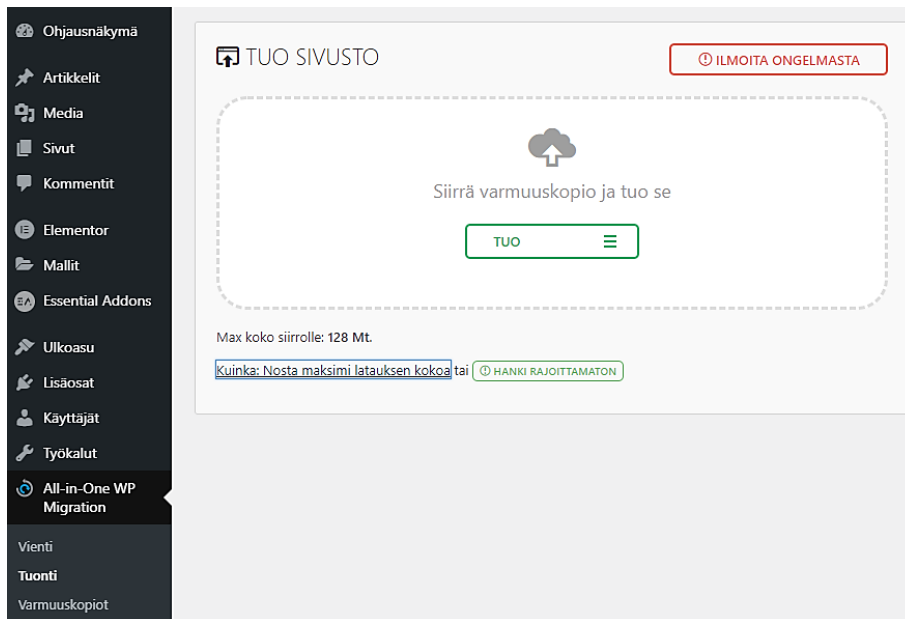 Ohjausnäkymä
Artikkelit
Media
Sivut
Kommentit
Elementor
Mallit
EA Essential Addons
Ulkoasu
Lisäosat
Käyttäjät
Työkalut
All-in-One WP
Migration
Vienti
Tuonti
Varmuuskopiot
TUO SIVUSTO
ILMOITA ONGELMASTA
Siirrä varmuuskopio ja tuo se
TUO
Max koko siirrolle: 128 Mt.
Kuinka: Nosta maksimi latauksen kokoa tai HANKI RAJOITTAMATON